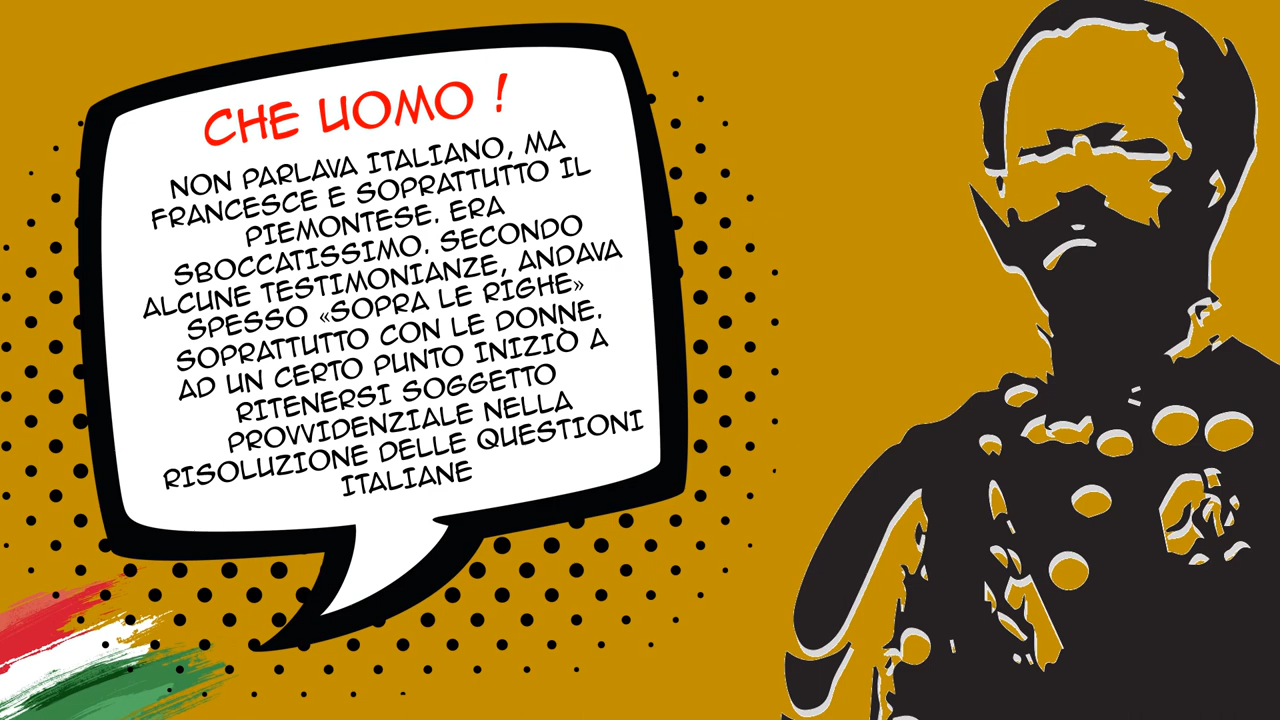 CHE UOMO !
NON PARLAVA ITALIANO, MA
FRANCESCE E SOPRATTUTTO IL
PIEMONTESE. ERA
SBOCCATISSIMO. SECONDO
ALCUNE TESTIMONIANZE, ANDAVA
SPESSO «SOPRA LE RIGHE»
SOPRATTUTTO CON LE DONNE.
AD UN CERTO PUNTO INIZIÒ A
RITENERSI SOGGETTO
PROVVIDENZIALE NELLA
RISOLUZIONE DELLE QUESTIONI
ITALIANE